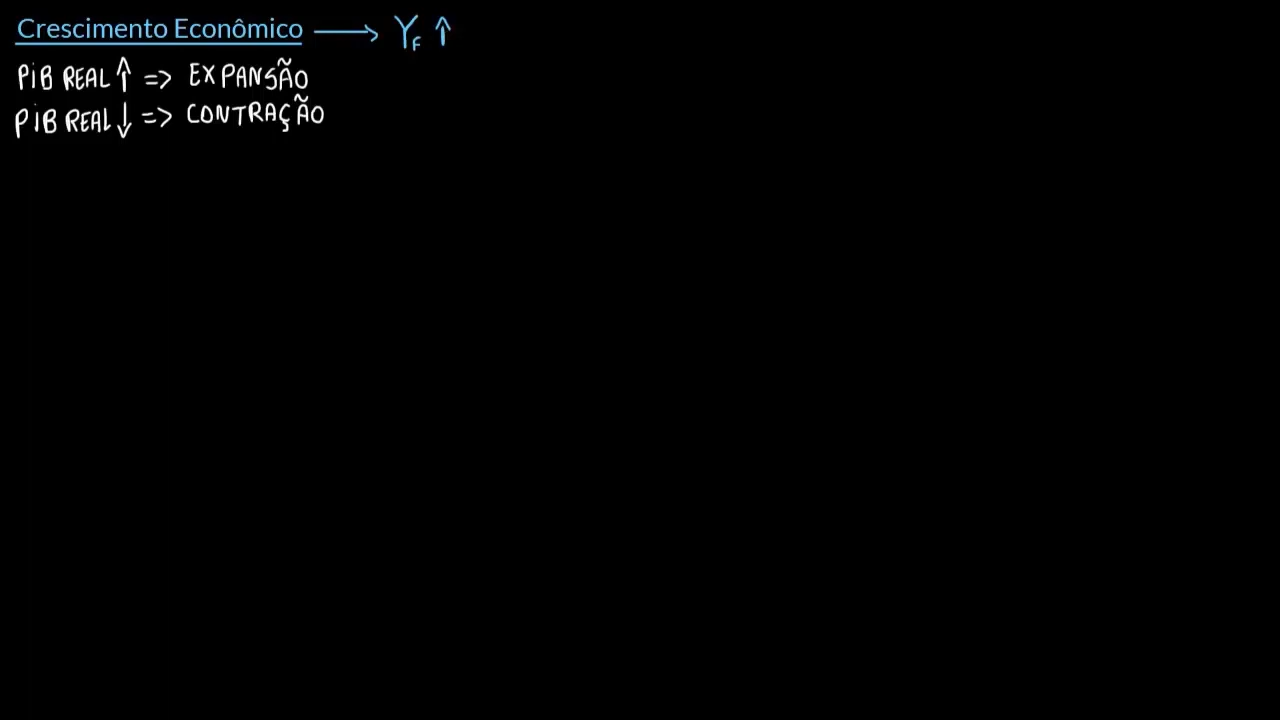 Crescimento Econômico ⟶ Y_F ↑
PiB REAL ↑ => EXPANSÃO
PiB REAL ↓ => CONTRAÇÃO